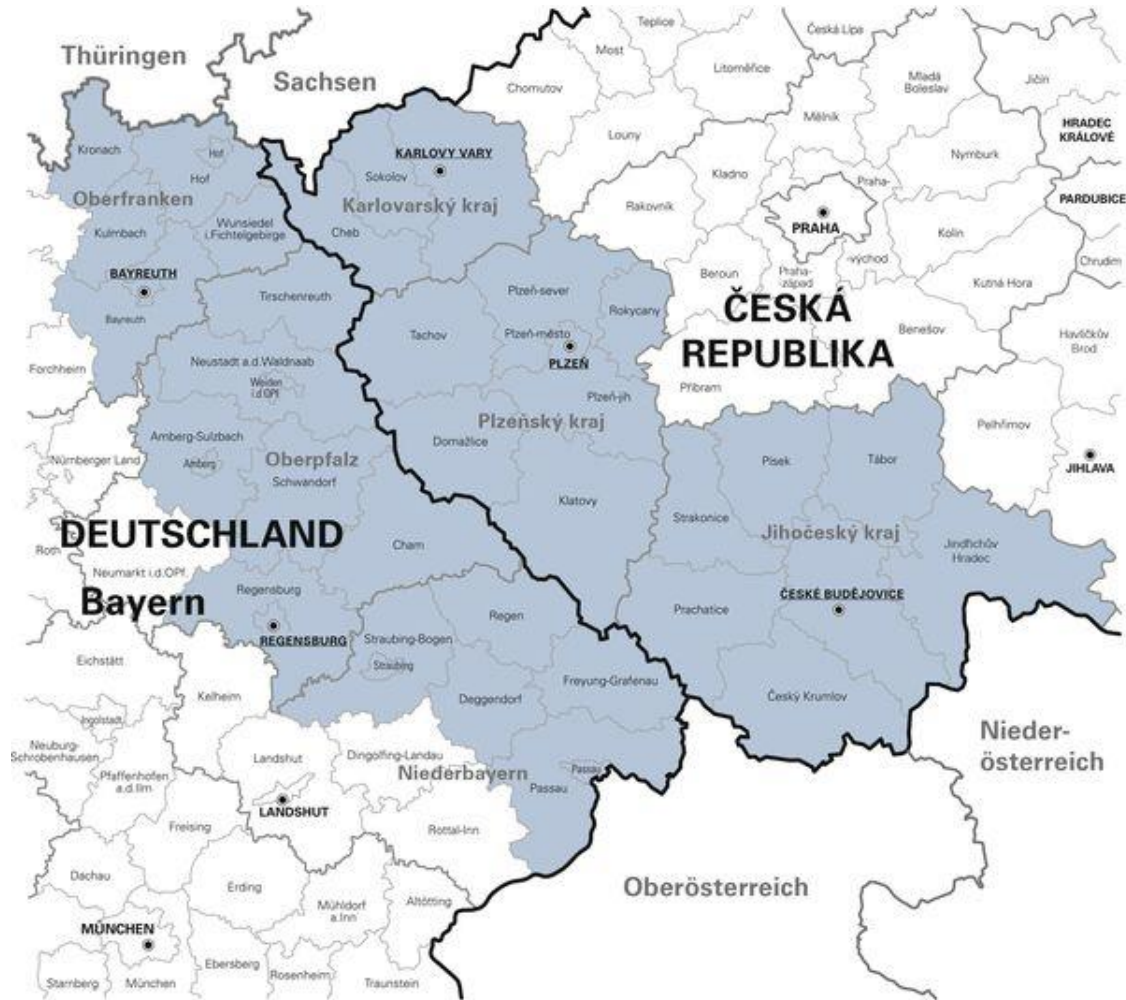 Thüringen
Sachsen
Teplice
Most
Česká Lípa
Chomutov
Litoměřice
Mladá
Boleslav
Jičín
Mělník
HRADEC
KRÁLOVÉ
Louny
Nymburk
Kronach
Hof
Hof
KARLOVY VARY
Sokolov
Kladno
Praha-
Oberfranken
Karlovarský kraj
Rakovník
PARDUBICE
Kulmbach
Wunsiedel
i.Fichtelgebirge
Cheb
PRAHA
Kolín
-východ
Chrudim
BAYREUTH
Beroun
Praha-
západ
Kutná Hora
Bayreuth
Tirschenreuth
Plzeň-sever
Rokycany
ČESKÁ
REPUBLIKA
Tachov
Plzeň-město
PLZEŇ
Benešov
Havlíčkův
Brod
Forchheim
Neustadt a.d.Waldnaab
Weiden
i.d.OPf.
Plzeň-jih
Příbram
Plzeňský kraj
Pelhřimov
Amberg-Sulzbach
Amberg
Domažlice
Nürnberger Land
Oberpfalz
Schwandorf
Písek
Tábor
JIHLAVA
Klatovy
Strakonice
DEUTSCHLAND
Jihočeský kraj
Roth
Cham
Jindřichův
Hradec
Neumarkt i.d.OPf.
Bayern
Regensburg
REGENSBURG
Regen
Prachatice
ČESKÉ BUDĚJOVICE
Straubing-Bogen
Straubing
Eichstätt
Kelheim
Freyung-Grafenau
Deggendorf
Český Krumlov
Ingolstadt
Neuburg-
Schrobenhausen
Landshut
Dingolfing-Landau
Nieder-
österreich
Pfaffenhofen
a.d.Ilm
Niederbayern
Passau
Passau
LANDSHUT
Freising
Rottal-Inn
Dachau
Erding
Mühldorf
a.Inn
Altötting
Oberösterreich
MÜNCHEN
Starnberg
München
Ebersberg
Rosenheim
Traunstein